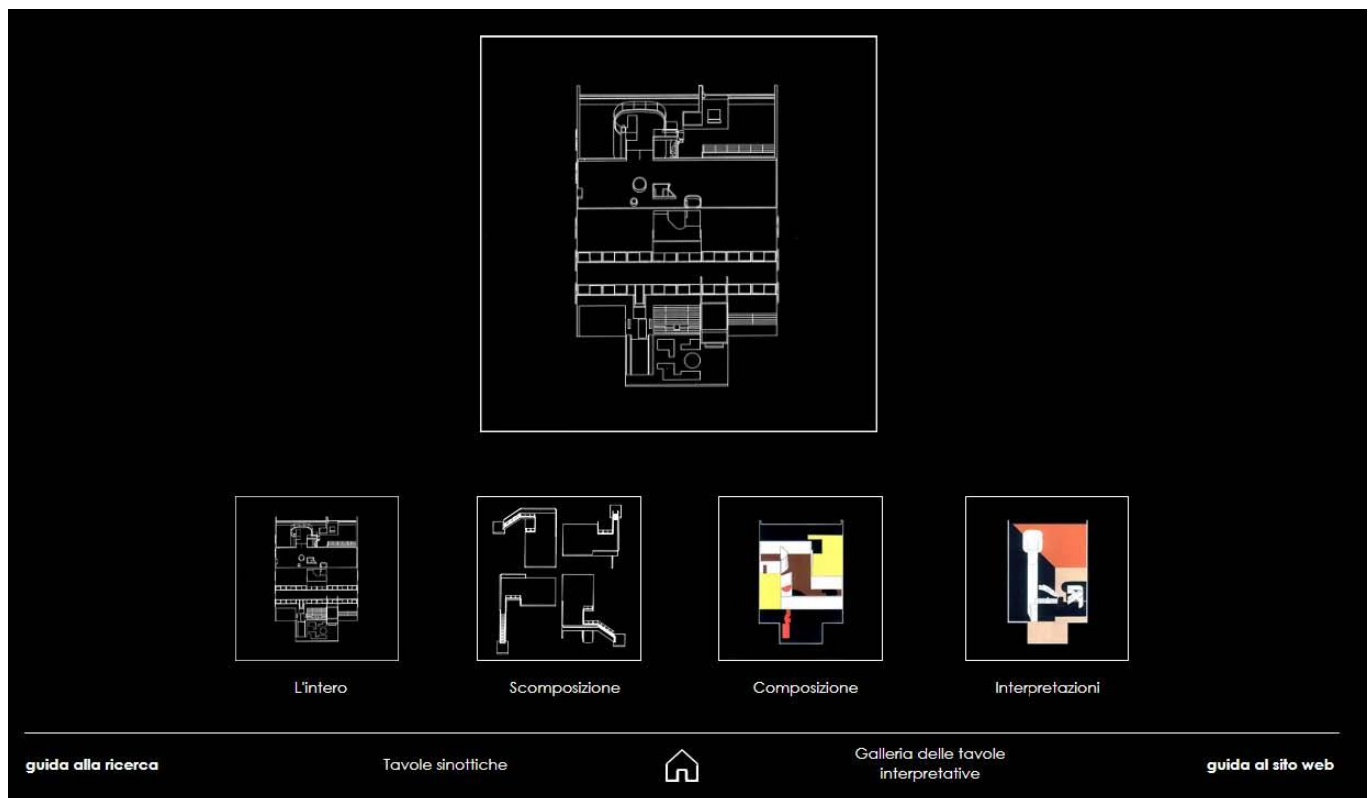 L'intero
Scomposizione
Composizione
Interpretazioni
guida alla ricerca
Tavole sinottiche
Galleria delle tavole
interpretative
guida al sito web